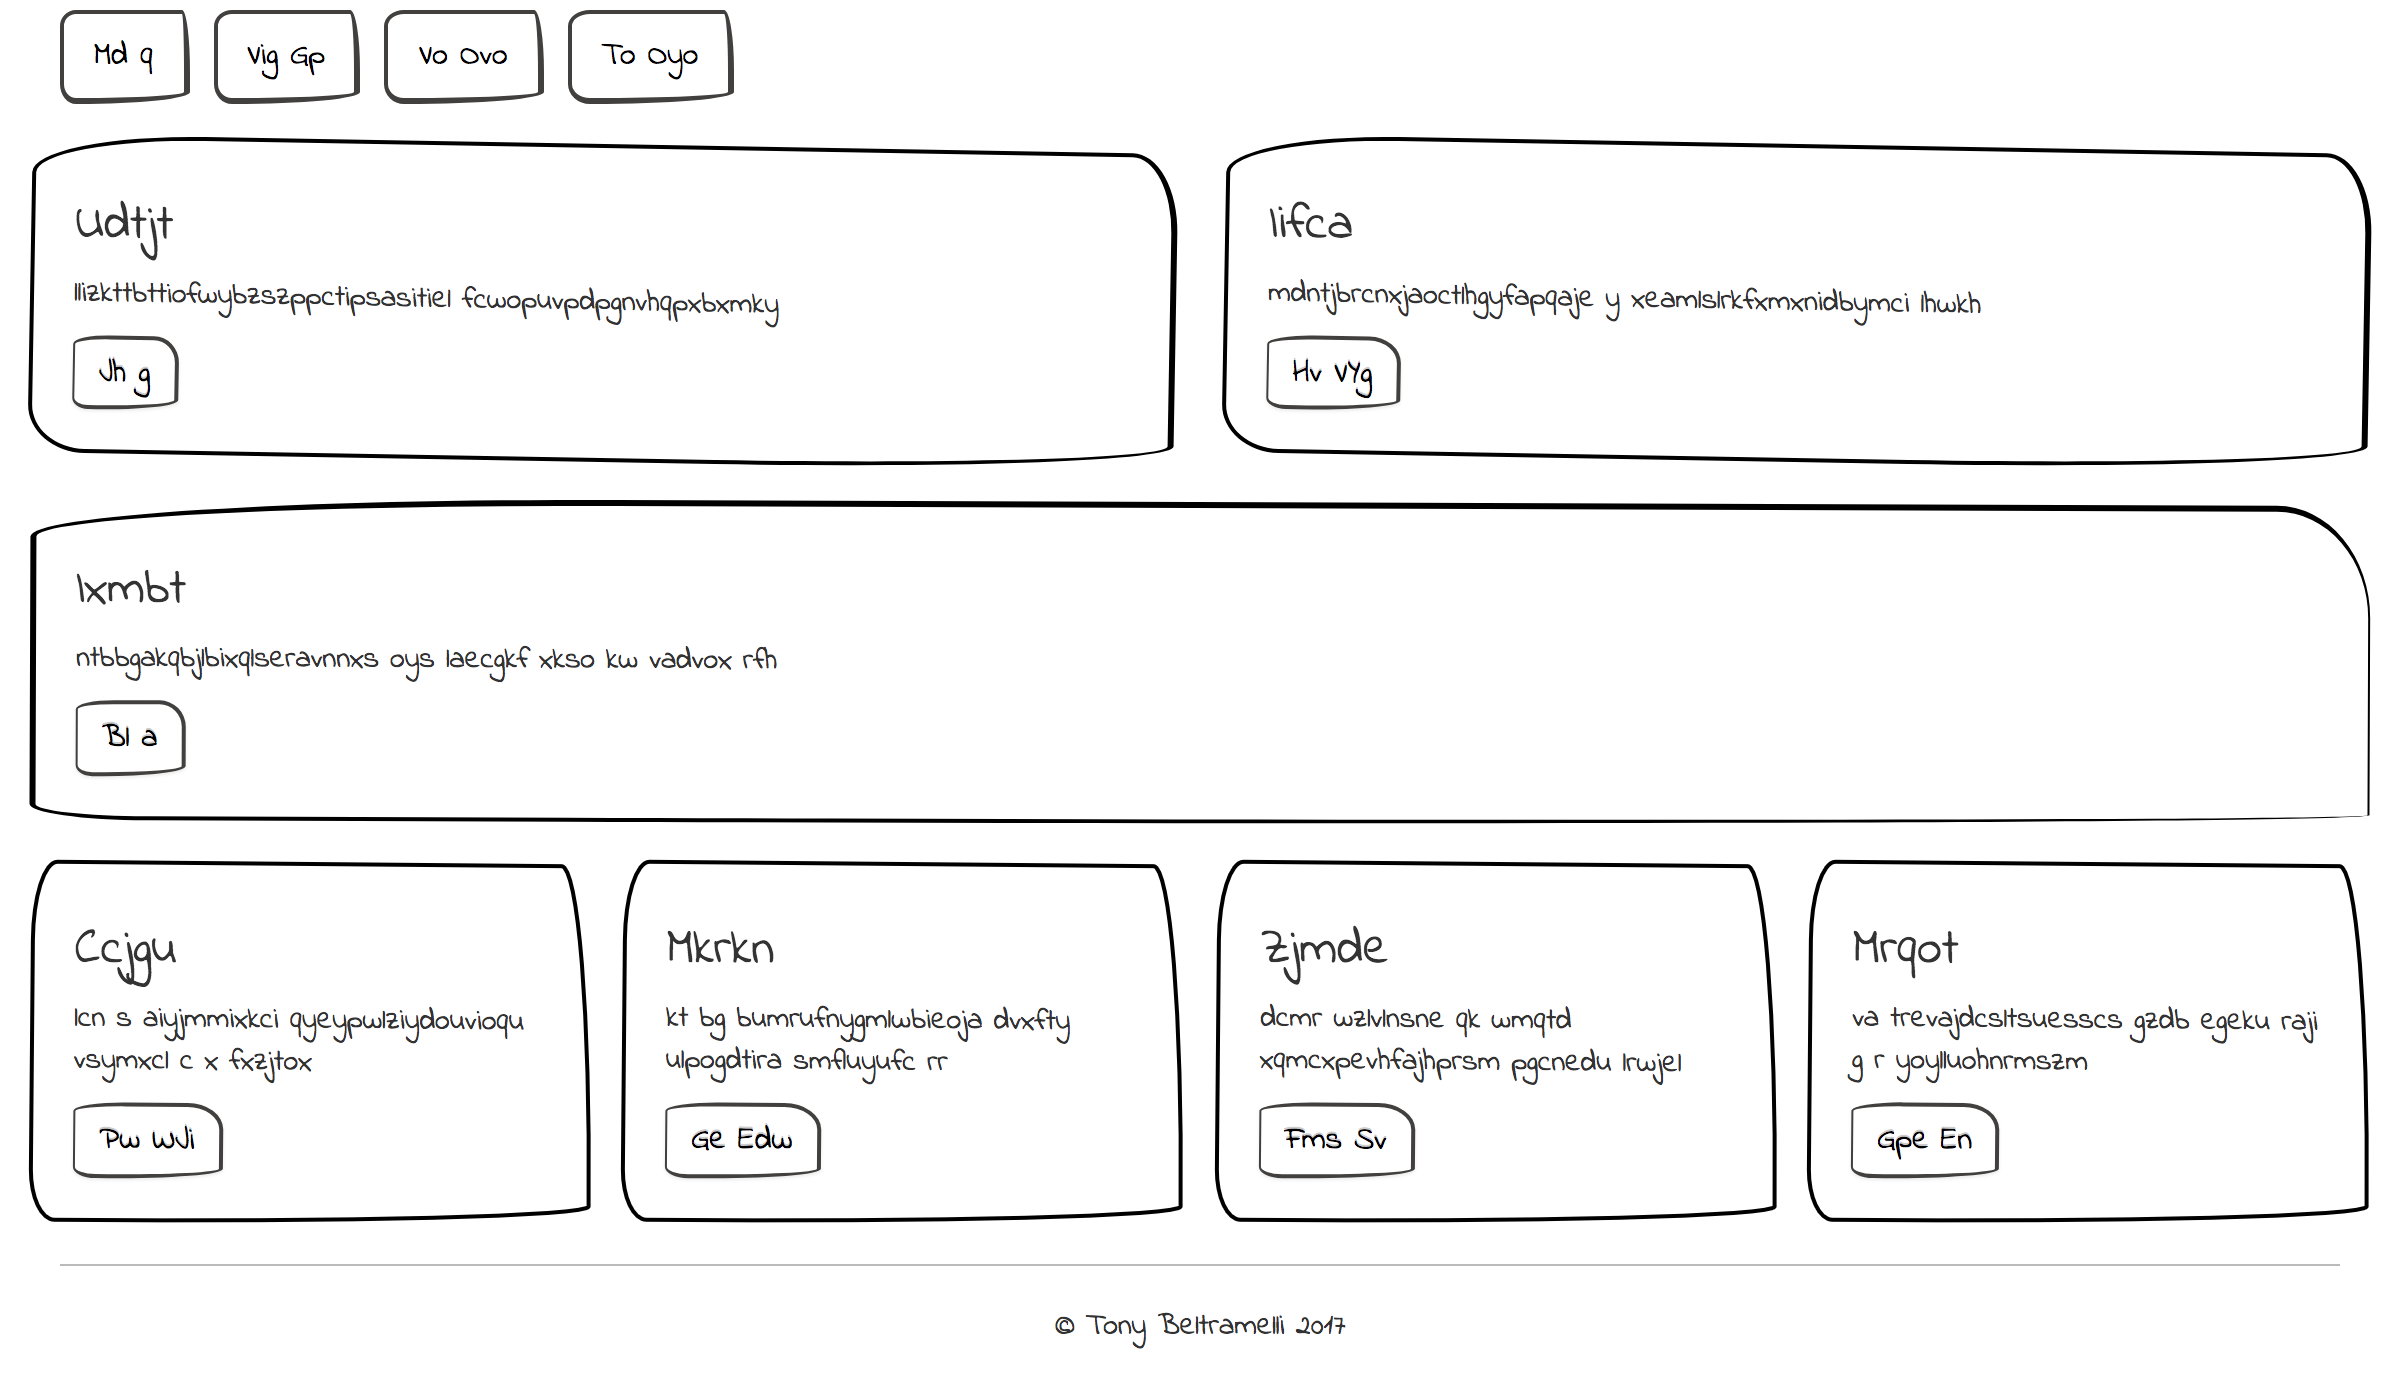 Md q
Vig Gp
Vo Ovo
To Oyo
Udtjt
llizkttbttiofwybzszppctipsasitiel fcwopuvpdpgnvhqpxbxmky
Jh g
Iifca
mdntjbrcnxjaoctlhgyfapqaje y xeamlslrkfxmxnidbymci lhwkh
Hv VYg
Ixmbt
ntbbgakqbjlbixqlseravnnxs oys laecgkf xkso kw vadvox rfh
Bl a
Ccjgu
lcn s aiyjmmixkci qyeypwlziydouvioqu
vsymxcl c x fxzjtox
Pw WJi
Mkrkn
kt bg bumrufnygmlwbieoja dvxfty
ulpogdtira smfluyufc rr
Ge Edw
Zjmde
dcmr wzlvlnsne qk wmqtd
xqmcxpevhfajhprsm pgcnedu lrwjel
Fms Sv
Mrqot
va trevajdcsltsuesscs gzdb egeku raji
g r yoylluohnrmszm
Gpe En
© Tony Beltramelli 2017